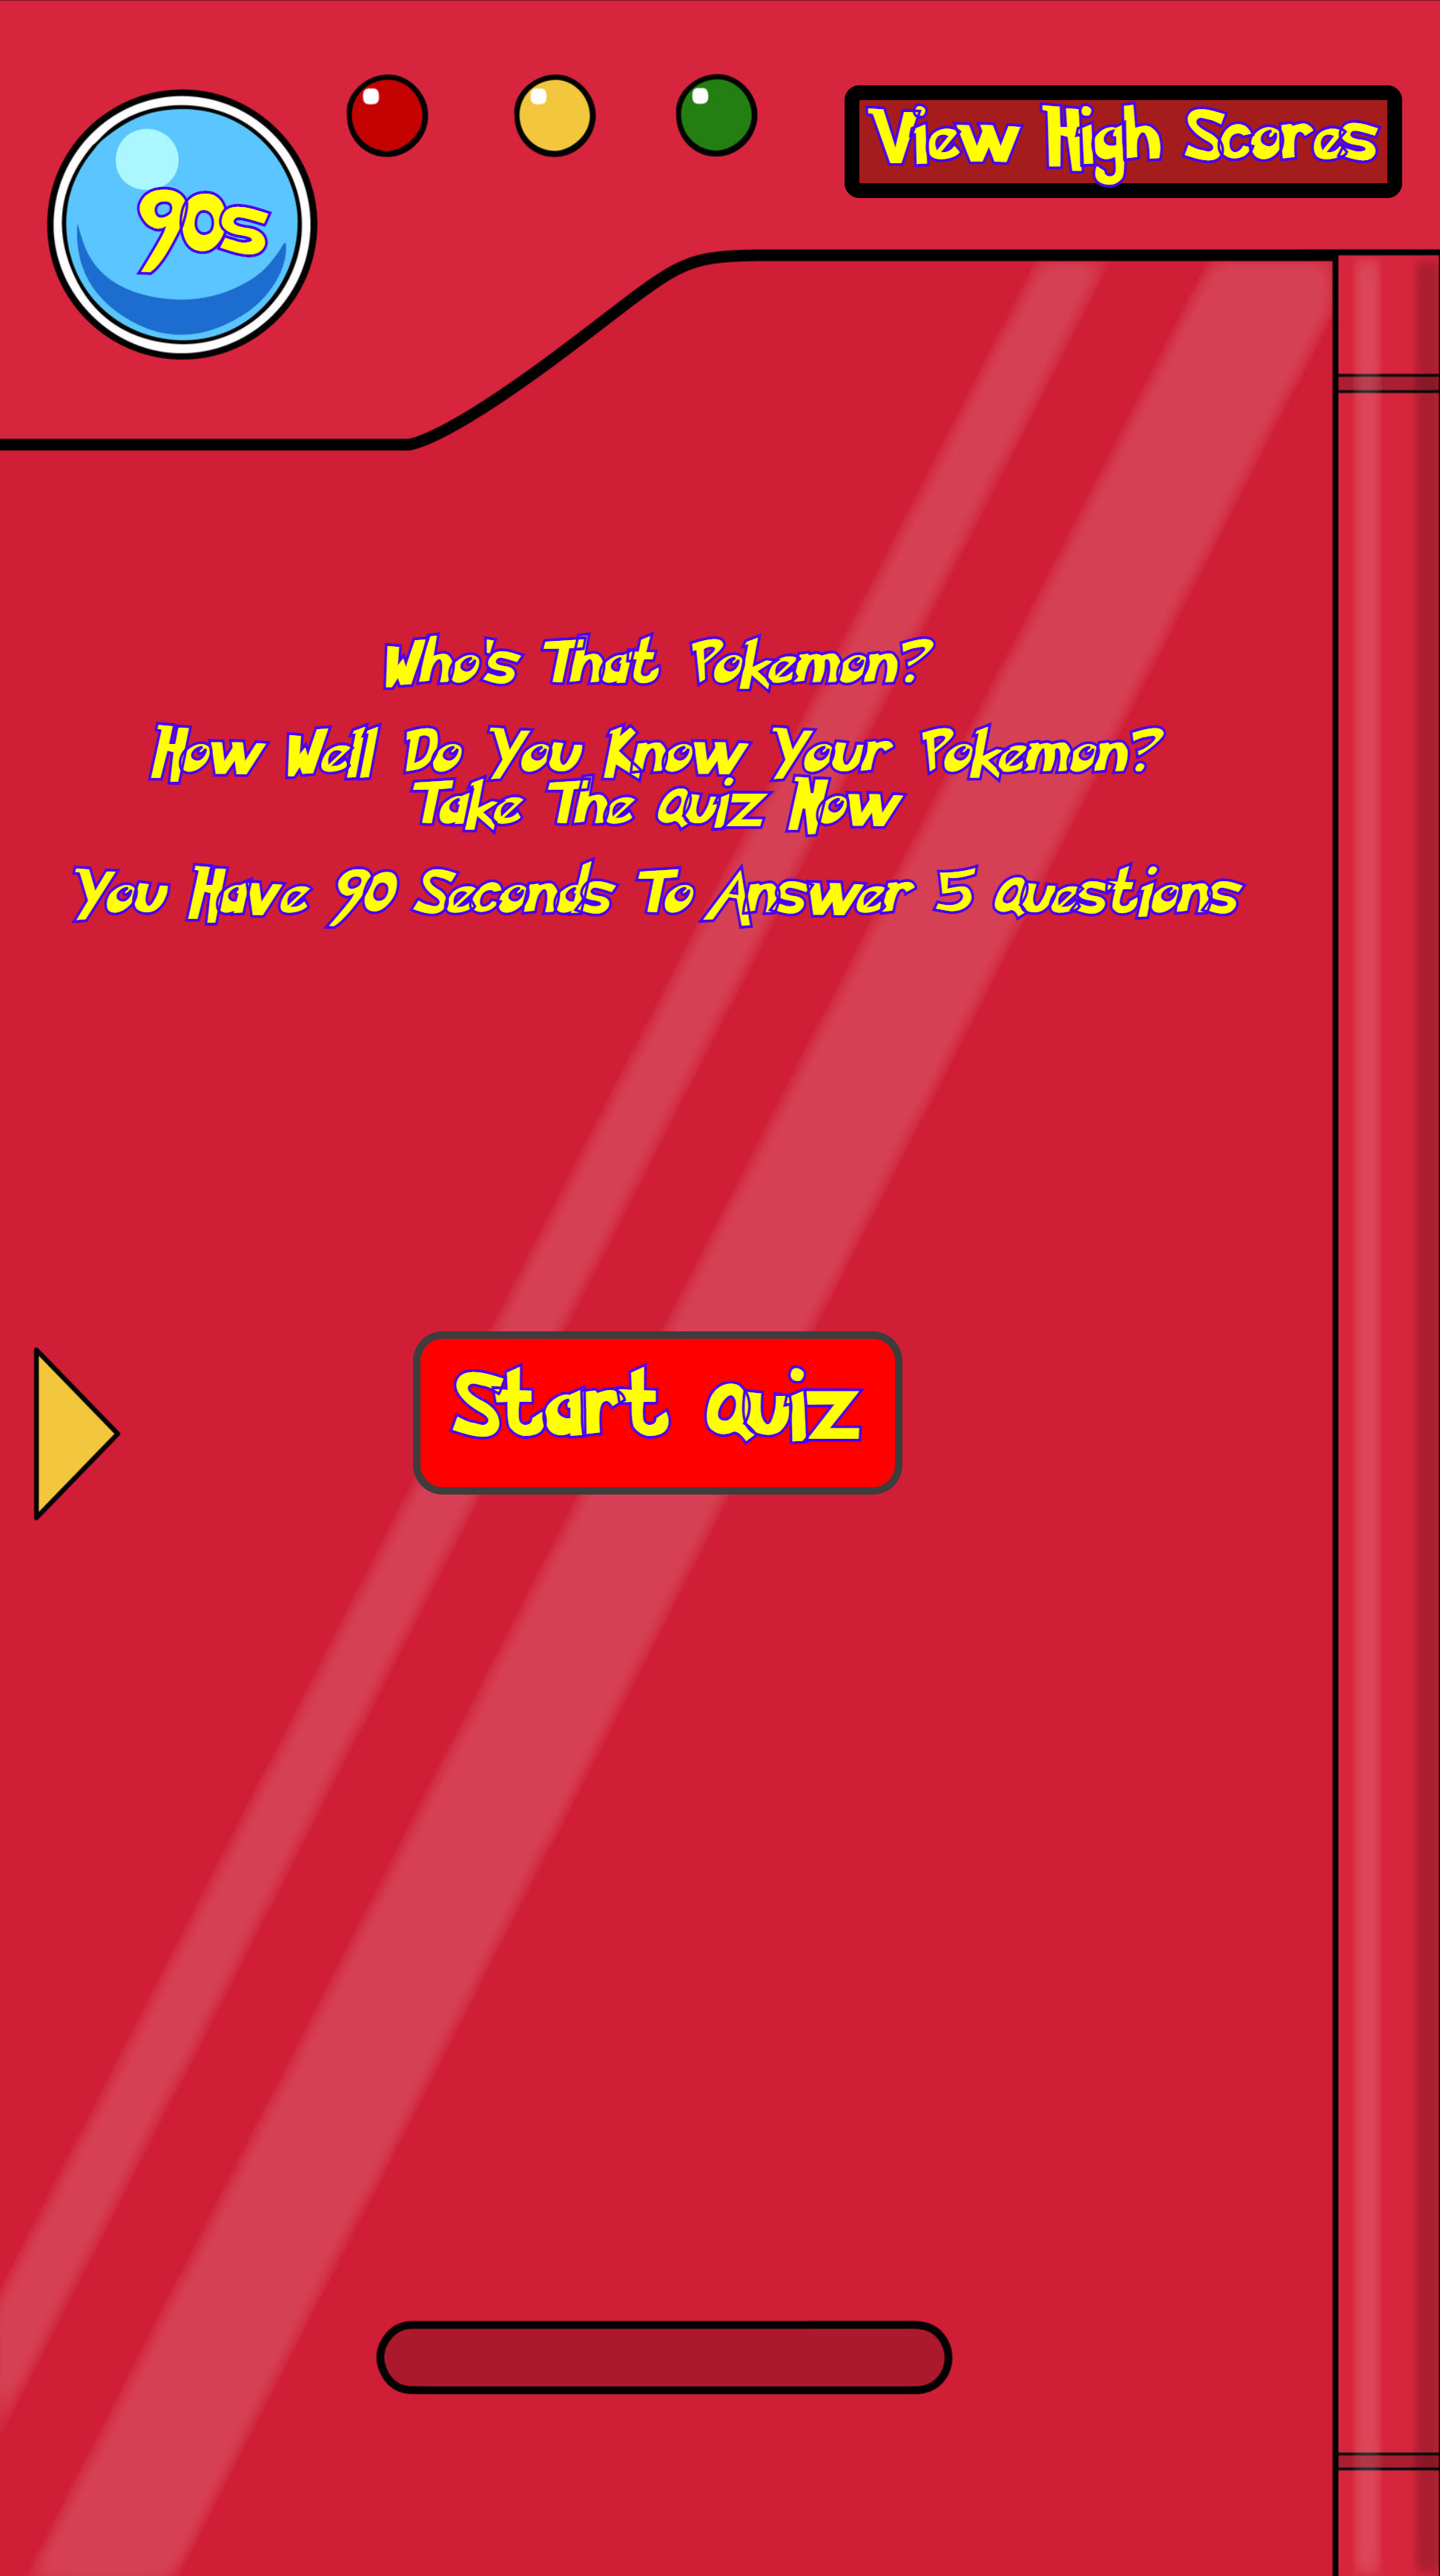 View High Scores
90s
Who's That Pokemon?
How Well Do You Know Your Pokemon?
Take The Quiz Now
You Have 90 Seconds To Answer 5 Questions
Start Quiz